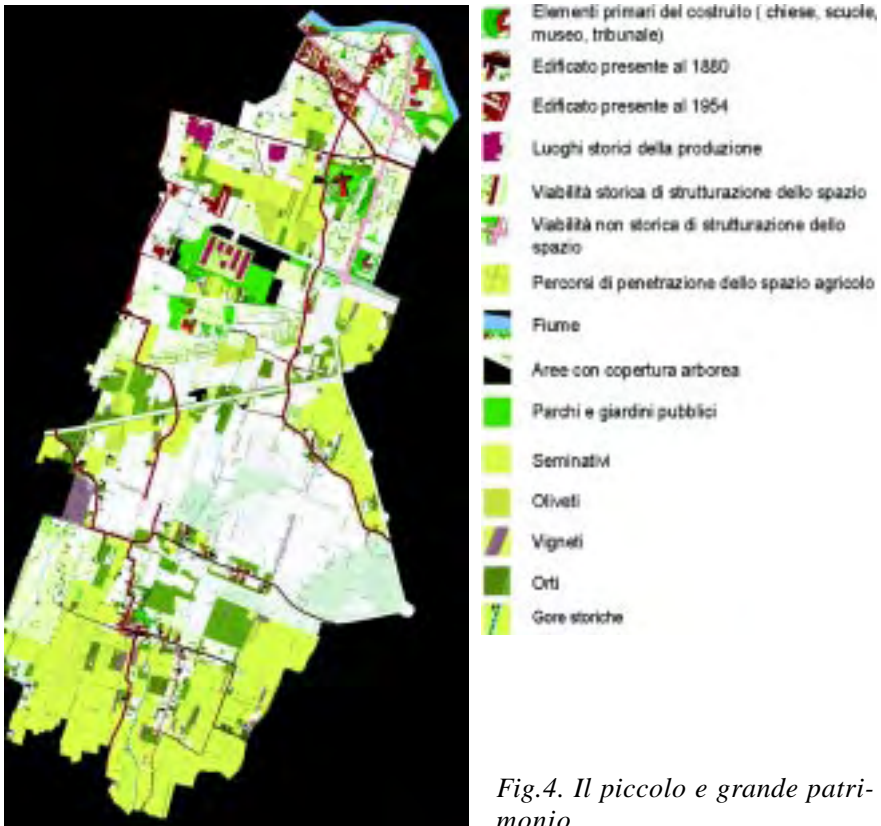 Elementi primari del costruito ( chiese, scuole,
museo, tribunale)
Edificato presente al 1880
Edificato presente al 1954
Luoghi storici della produzione
Viabilità storica di strutturazione dello spazio
Viabilità non storica di strutturazione dello
spazio
Percorsi di penetrazione dello spazio agricolo
Fiume
Aree con copertura arborea
Parchi e giardini pubblici
Seminativi
Oliveti
Vigneti
Orti
Gore storiche
Fig.4. Il piccolo e grande patri-
monio